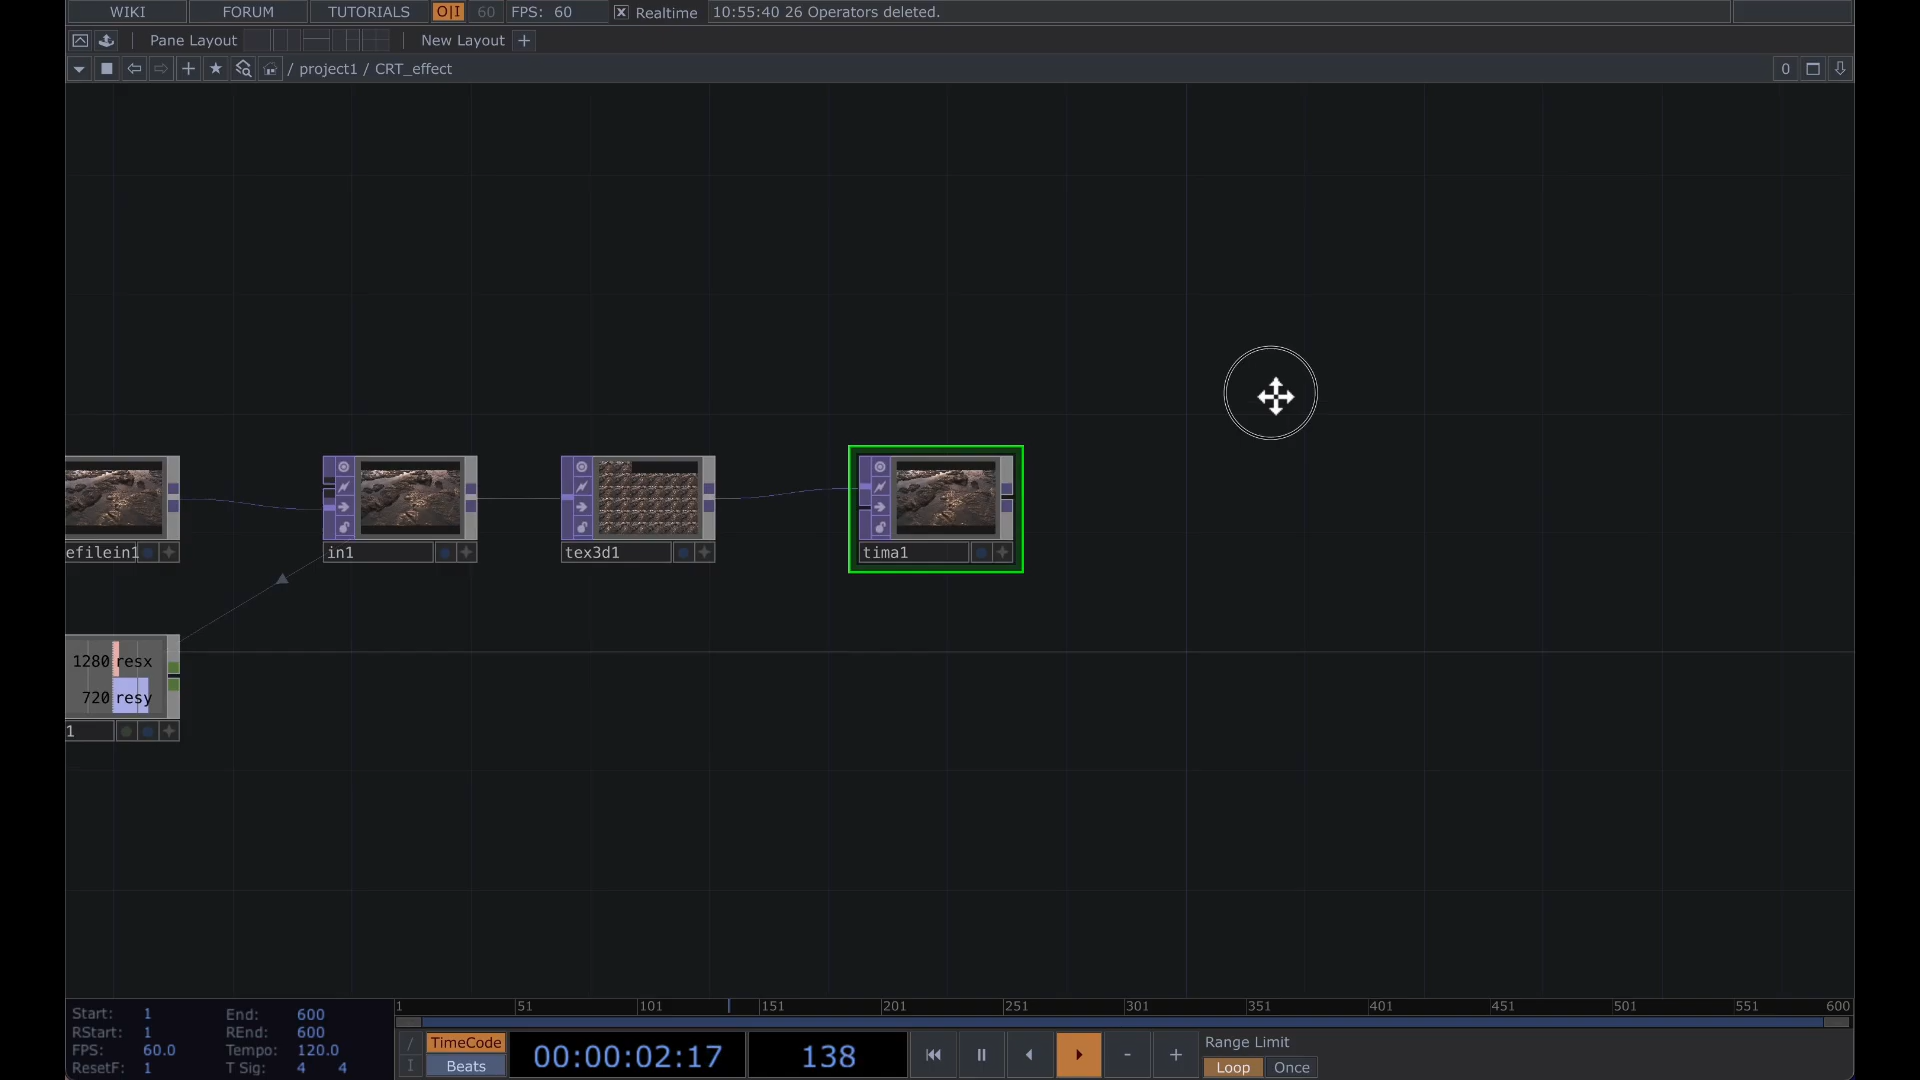 WIKI FORUM TUTORIALS O|I 60 FPS: 60 Realtime 10:55:40 26 Operators deleted.
Pane Layout New Layout +
/ project1 / CRT_effect 0
efilein1 in1 tex3d1 tima1
1280 resx
720 resy
1
1 51 101 151 201 251 301 351 401 451 501 551 600
Start: 1 End: 600
RStart: 1 REnd: 600
FPS: 60.0 Tempo: 120.0
ResetF: 1 T Sig: 4 4
/ TimeCode
I Beats
00:00:02:17 138 - +
Range Limit
Loop Once